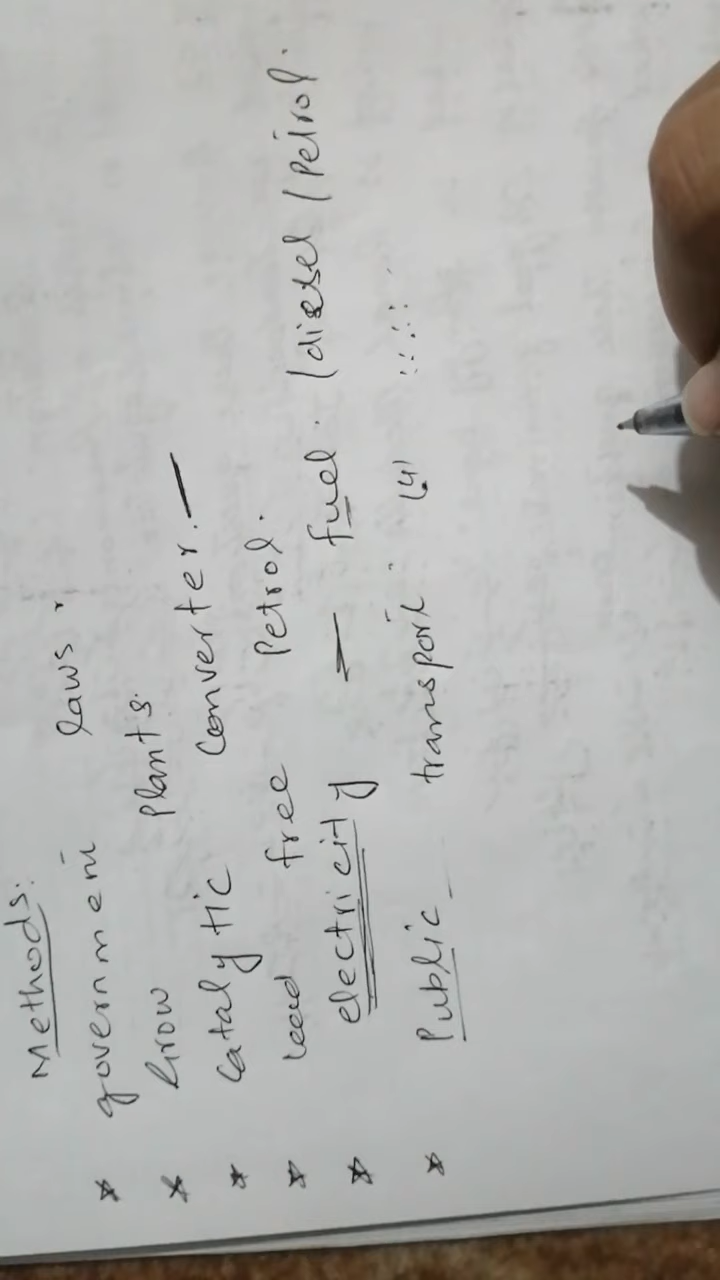 Methods:
* government laws.
* Grow Plants.
* Catalytic Converter. —
* lead free Petrol.
* electricity — fuel. (diesel / Petrol.
* Public transport. (4)